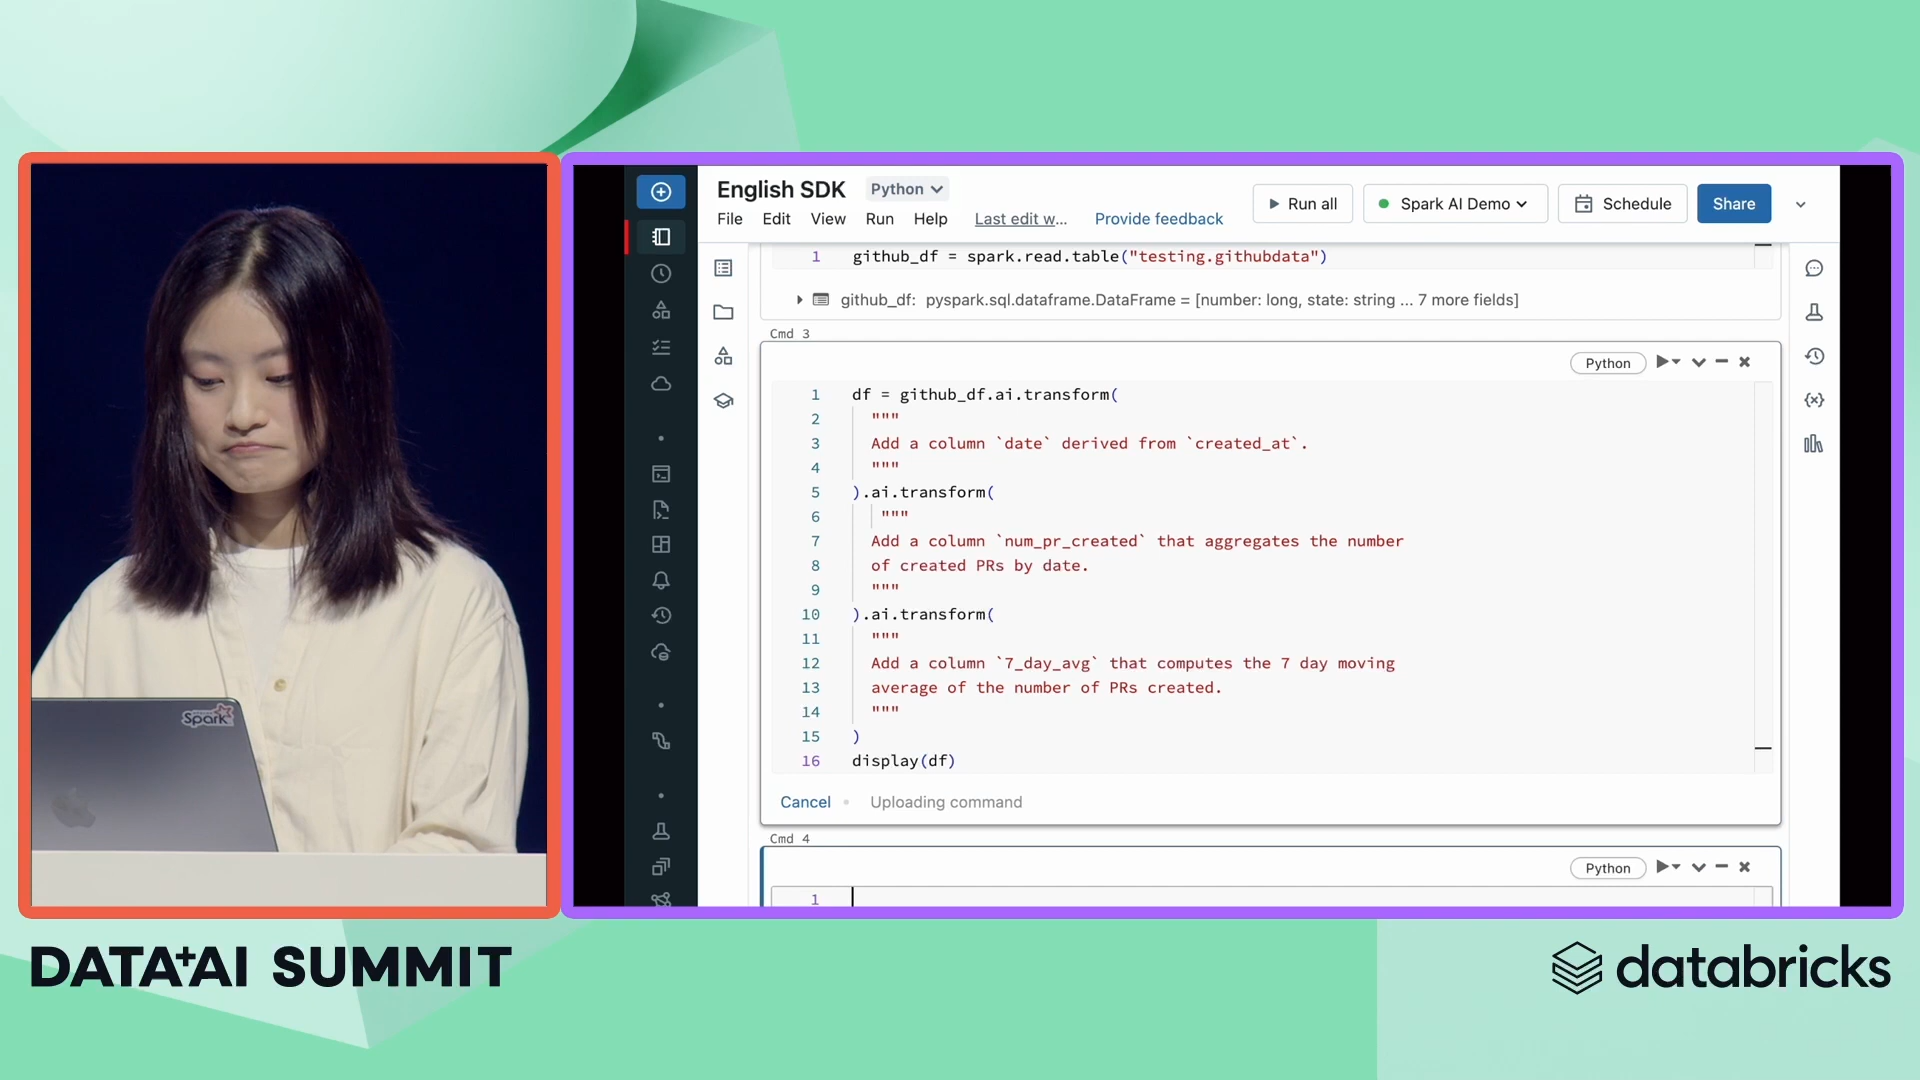 English SDK
Python
File Edit View Run Help Last edit w... Provide feedback
Run all
Spark AI Demo
Schedule
Share
1 github_df = spark.read.table("testing.githubdata")
github_df: pyspark.sql.dataframe.DataFrame = [number: long, state: string ... 7 more fields]
Cmd 3
Python
1 df = github_df.ai.transform(
2 """
3 Add a column `date` derived from `created_at`.
4 """
5 ).ai.transform(
6 """
7 Add a column `num_pr_created` that aggregates the number
8 of created PRs by date.
9 """
10 ).ai.transform(
11 """
12 Add a column `7_day_avg` that computes the 7 day moving
13 average of the number of PRs created.
14 """
15 )
16 display(df)
Cancel Uploading command
Cmd 4
Python
1
Spark
DATA+AI SUMMIT
databricks